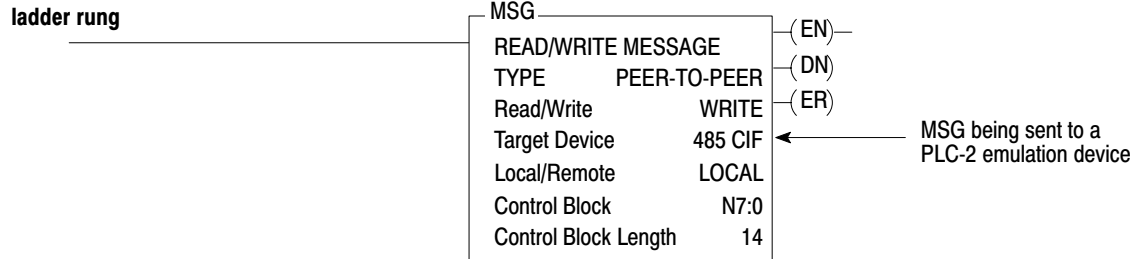 ladder rung
MSG
READ/WRITE MESSAGE
TYPE PEER-TO-PEER
Read/Write WRITE
Target Device 485 CIF
Local/Remote LOCAL
Control Block N7:0
Control Block Length 14
(EN)
(DN)
(ER)
MSG being sent to a
PLC-2 emulation device